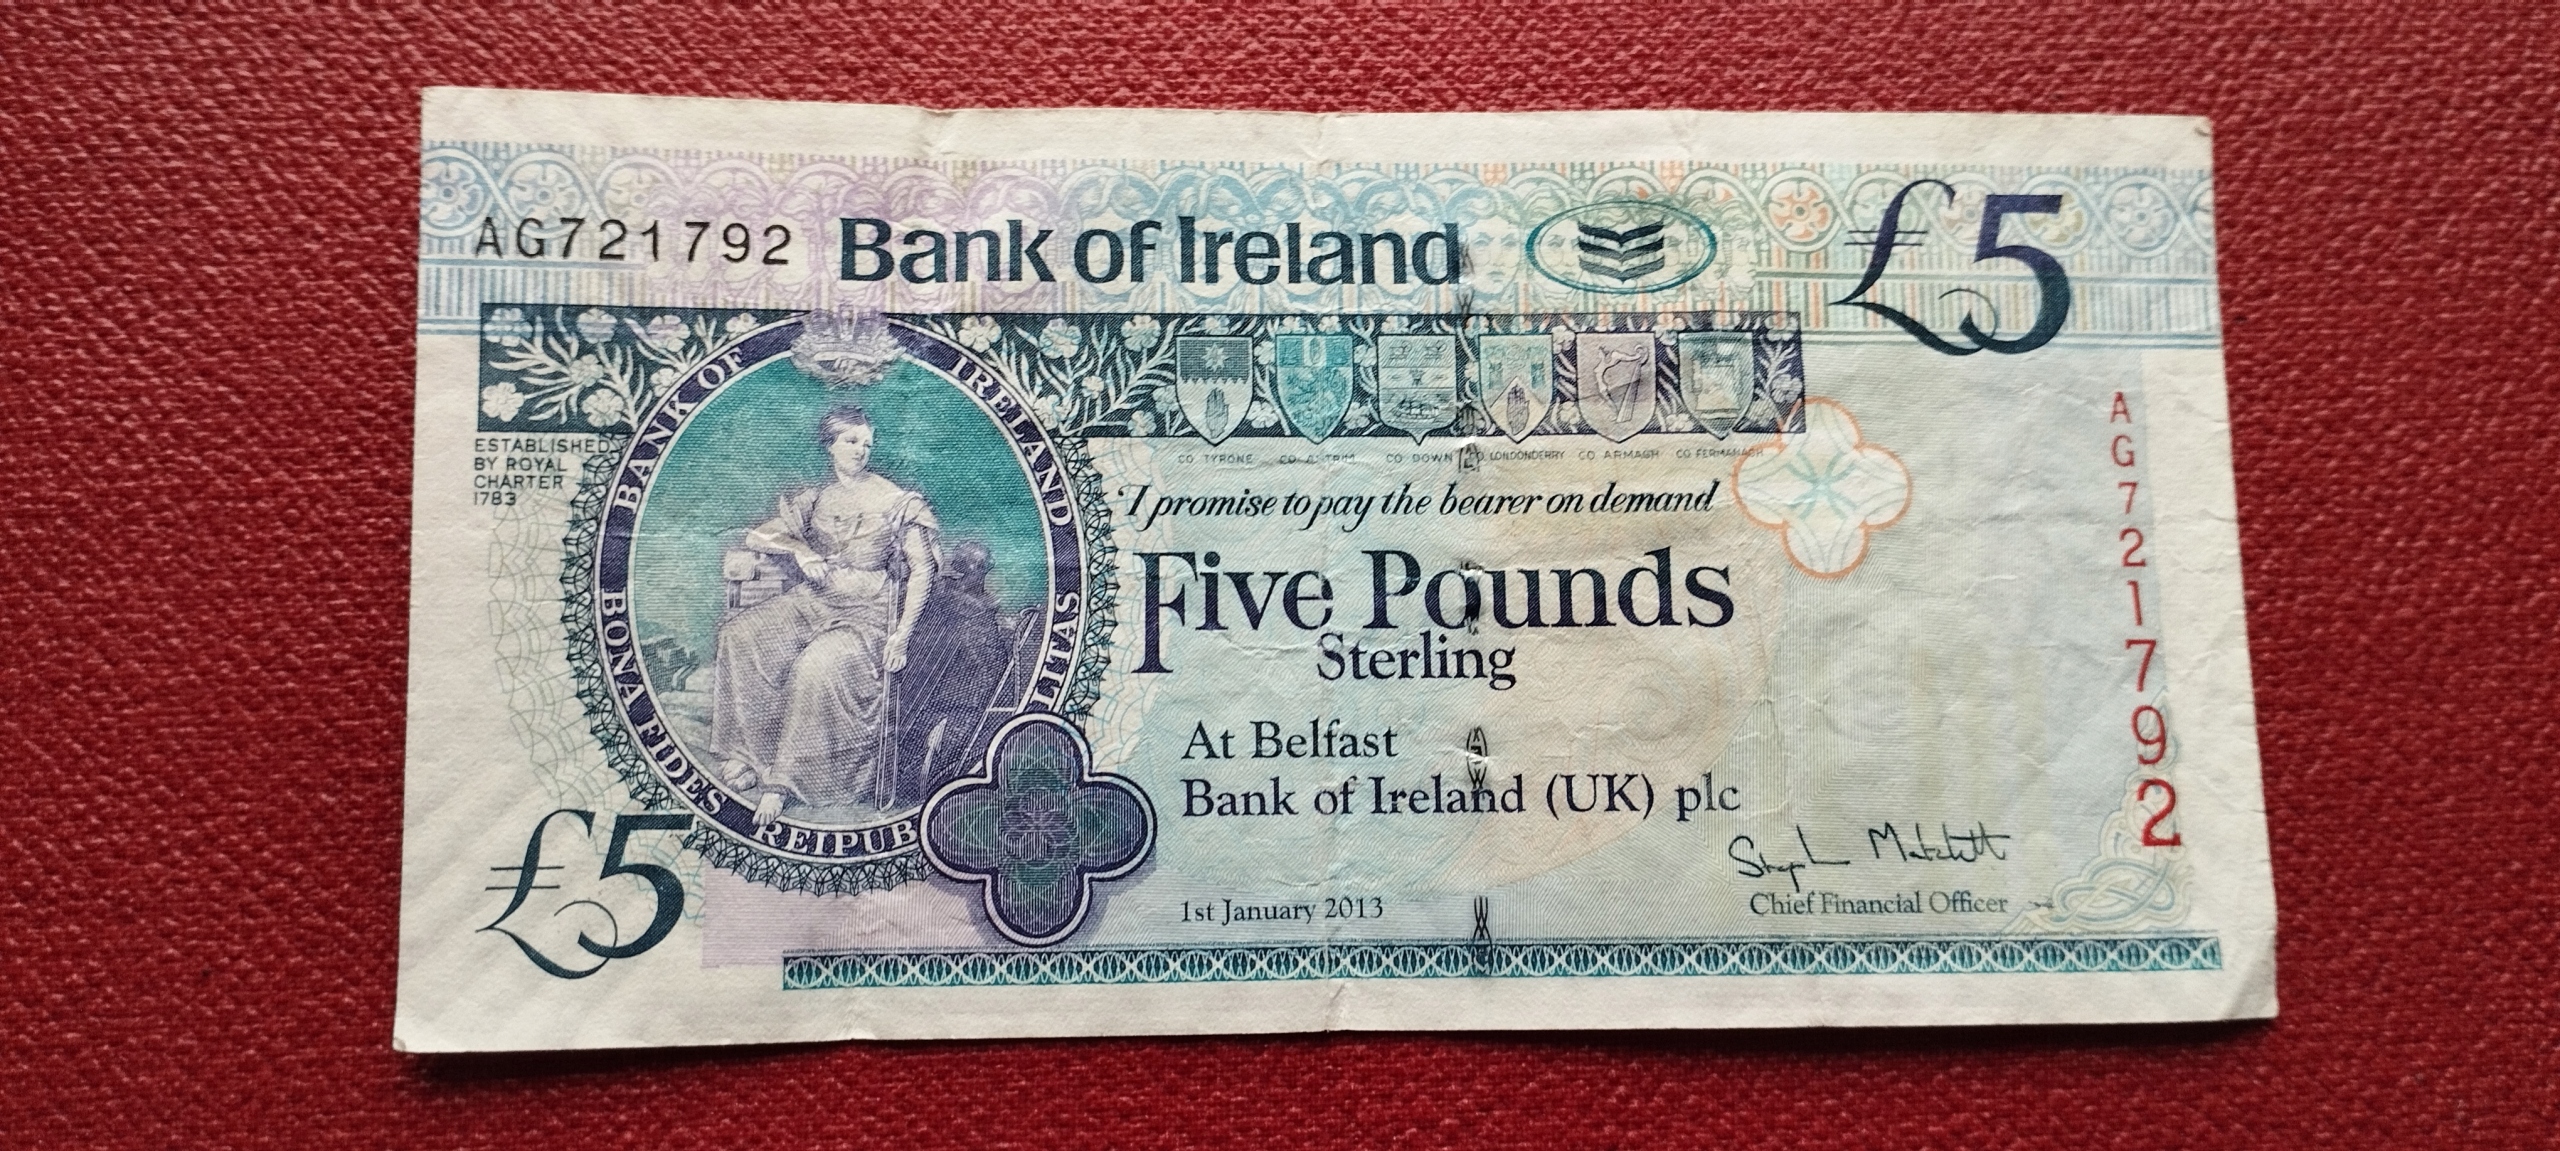 AG721792
Bank of Ireland
£5
ESTABLISHED
BY ROYAL
CHARTER
1783
BANK OF IRELAND
BONA FIDES REIPUB LITAS
CO TYRONE CO ANTRIM CO DOWN CO LONDONDERRY CO ARMAGH CO FERMANAGH
'I promise to pay the bearer on demand
Five Pounds
Sterling
At Belfast
Bank of Ireland (UK) plc
1st January 2013
Chief Financial Officer
£5
AG721792